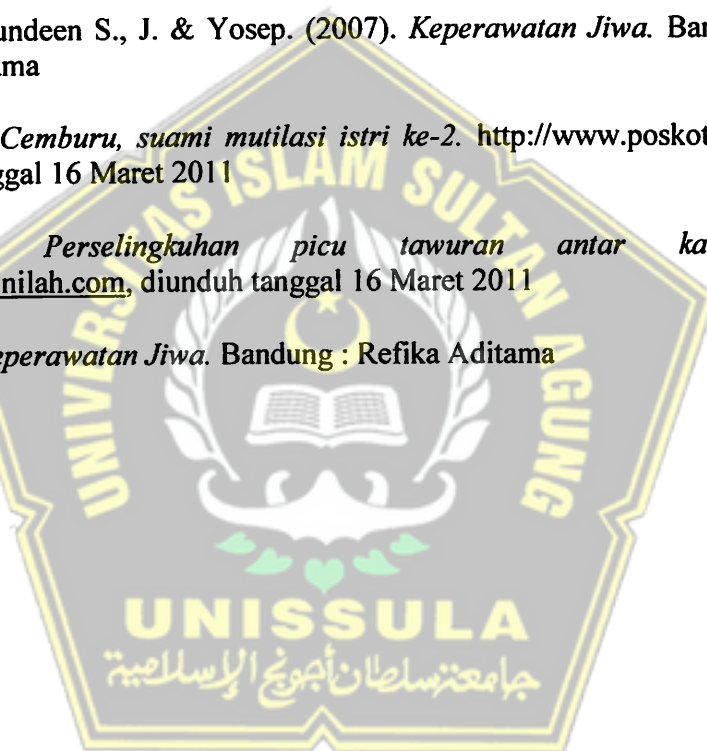 undeen S., J. & Yosep. (2007). Keperawatan Jiwa. Ban
ama
Cemburu, suami mutilasi istri ke-2. http://www.poskot
ggal 16 Maret 2011
Perselingkuhan picu tawuran antar ka
nilah.com, diunduh tanggal 16 Maret 2011
eperawatan Jiwa. Bandung : Refika Aditama
UNIVERSITAS ISLAM SULTAN AGUNG
UNISSULA
جامعة سلطان أجونج الإسلامية